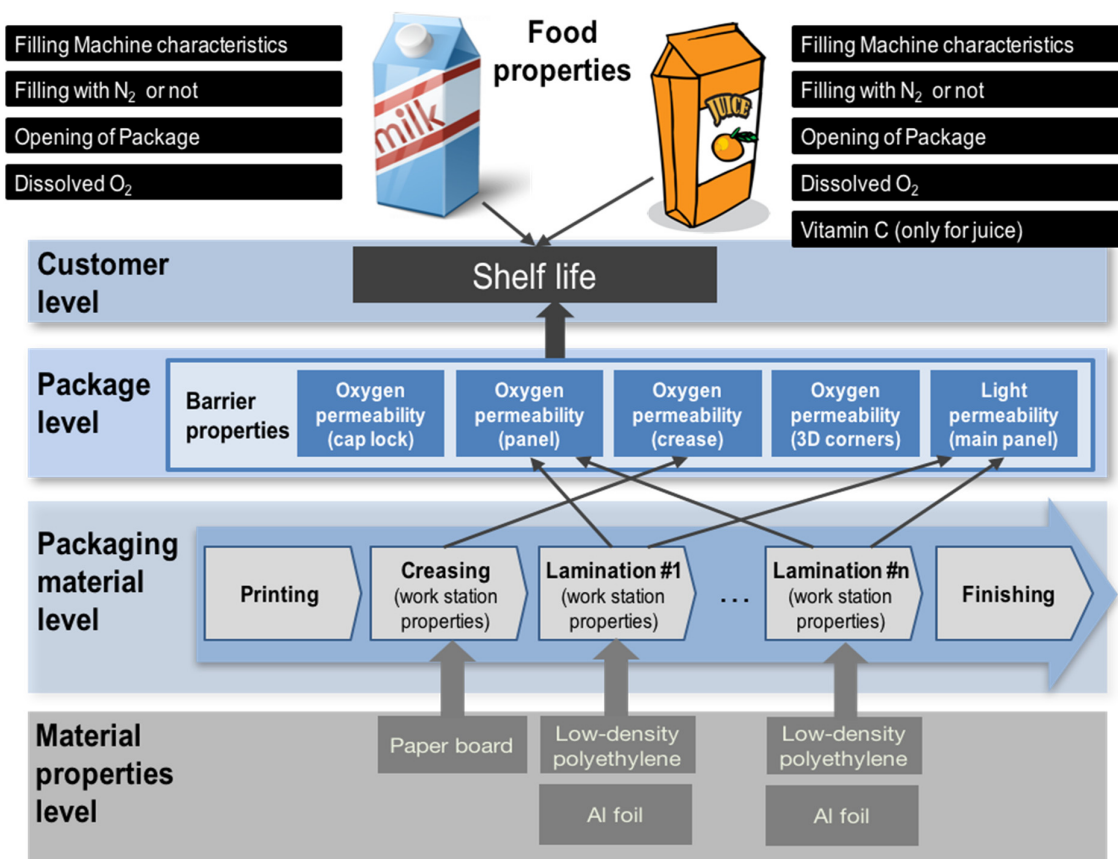 Filling Machine characteristics
Filling with N₂ or not
Opening of Package
Dissolved O₂
milk
Food
properties
JUICE
Filling Machine characteristics
Filling with N₂ or not
Opening of Package
Dissolved O₂
Vitamin C (only for juice)
Customer
level
Shelf life
Package
level
Barrier
properties
Oxygen
permeability
(cap lock)
Oxygen
permeability
(panel)
Oxygen
permeability
(crease)
Oxygen
permeability
(3D corners)
Light
permeability
(main panel)
Packaging
material
level
Printing
Creasing
(work station
properties)
Lamination #1
(work station
properties)
...
Lamination #n
(work station
properties)
Finishing
Material
properties
level
Paper board
Low-density
polyethylene
Al foil
Low-density
polyethylene
Al foil